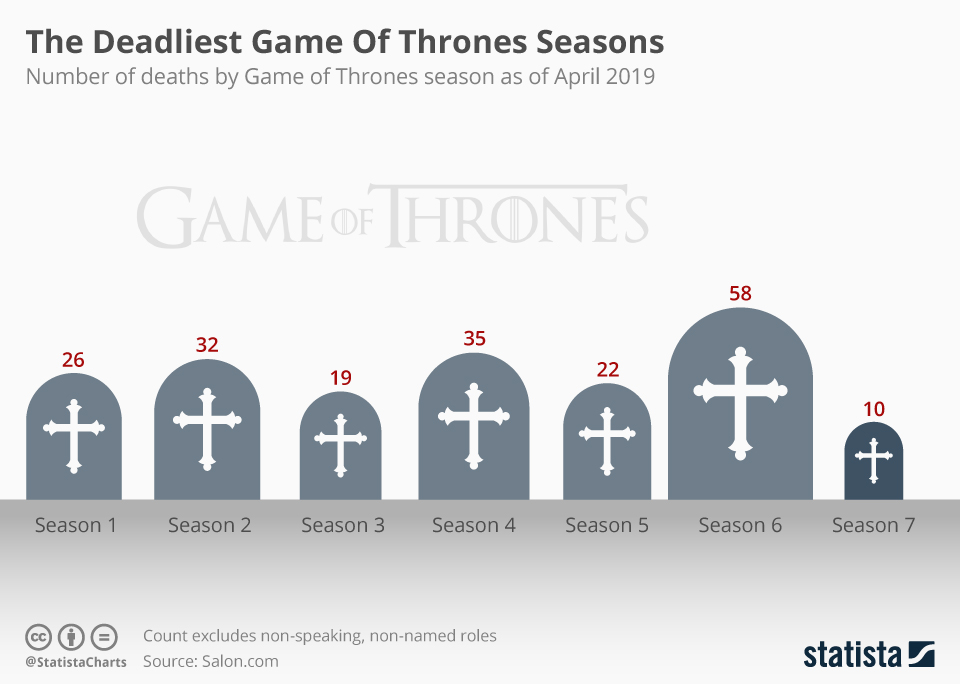 The Deadliest Game Of Thrones Seasons
Number of deaths by Game of Thrones season as of April 2019
GAME OF THRONES
58
35
32
26
22
19
10
Season 1 Season 2 Season 3 Season 4 Season 5 Season 6 Season 7
cc
Count excludes non-speaking, non-named roles
@StatistaCharts Source: Salon.com
statista